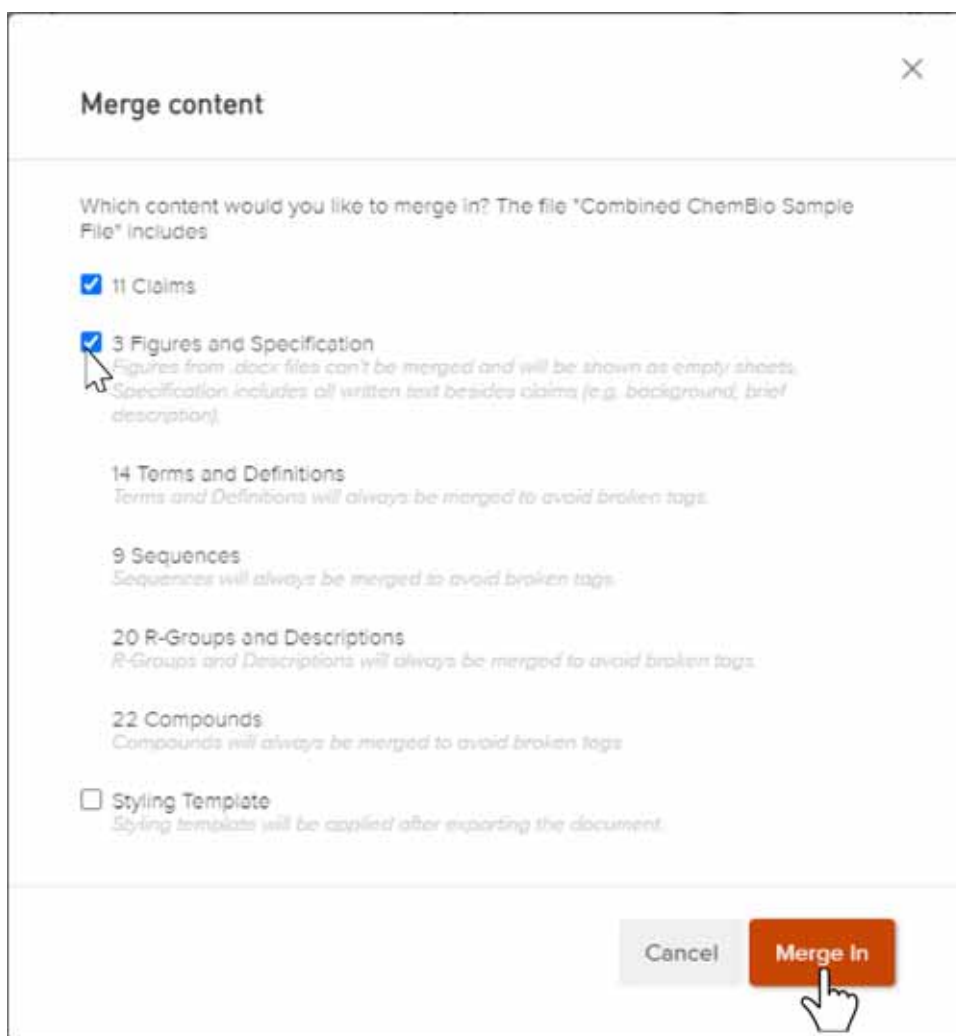 Merge content
Which content would you like to merge in? The file "Combined ChemBio Sample
File" includes
11 Claims
3 Figures and Specification
Figures from .docx files can't be merged and will be shown as empty sheets.
Specification includes all written text besides claims (e.g. background, brief
description).
14 Terms and Definitions
Terms and Definitions will always be merged to avoid broken tags.
9 Sequences
Sequences will always be merged to avoid broken tags.
20 R-Groups and Descriptions
R-Groups and Descriptions will always be merged to avoid broken tags.
22 Compounds
Compounds will always be merged to avoid broken tags
Styling Template
Styling template will be applied after exporting the document.
Cancel
Merge In